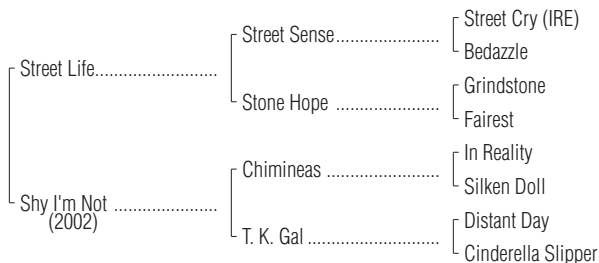 Street Cry (IRE)
Street Sense.......................
Bedazzle
Street Life..........................
Grindstone
Stone Hope ......................
Fairest
In Reality
Chimineas ........................
Silken Doll
Shy I'm Not ......................
(2002)
Distant Day
T. K. Gal ............................
Cinderella Slipper